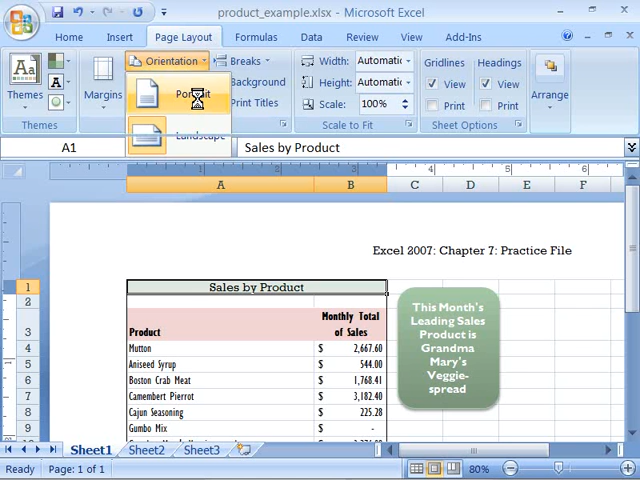 product_example.xlsx - Microsoft Excel
Home Insert Page Layout Formulas Data Review View Add-Ins
Orientation Breaks Width: Automatic Gridlines Headings
Aa Portrait Background Height: Automatic View View
Themes Margins Print Titles Scale: 100% Print Print Arrange
Landscape
Themes Scale to Fit Sheet Options
A1 Sales by Product
3 4 5 6
A B C D E F
Excel 2007: Chapter 7: Practice File
1 Sales by Product
2
3 Product Monthly Total of Sales
4 Mutton $ 2,667.60
5 Aniseed Syrup $ 544.00
6 Boston Crab Meat $ 1,768.41
7 Camembert Pierrot $ 3,182.40
8 Cajun Seasoning $ 225.28
9 Gumbo Mix $ -
This Month's
Leading Sales
Product is
Grandma
Mary's
Veggie-
spread
Sheet1 Sheet2 Sheet3
Ready Page: 1 of 1 80%